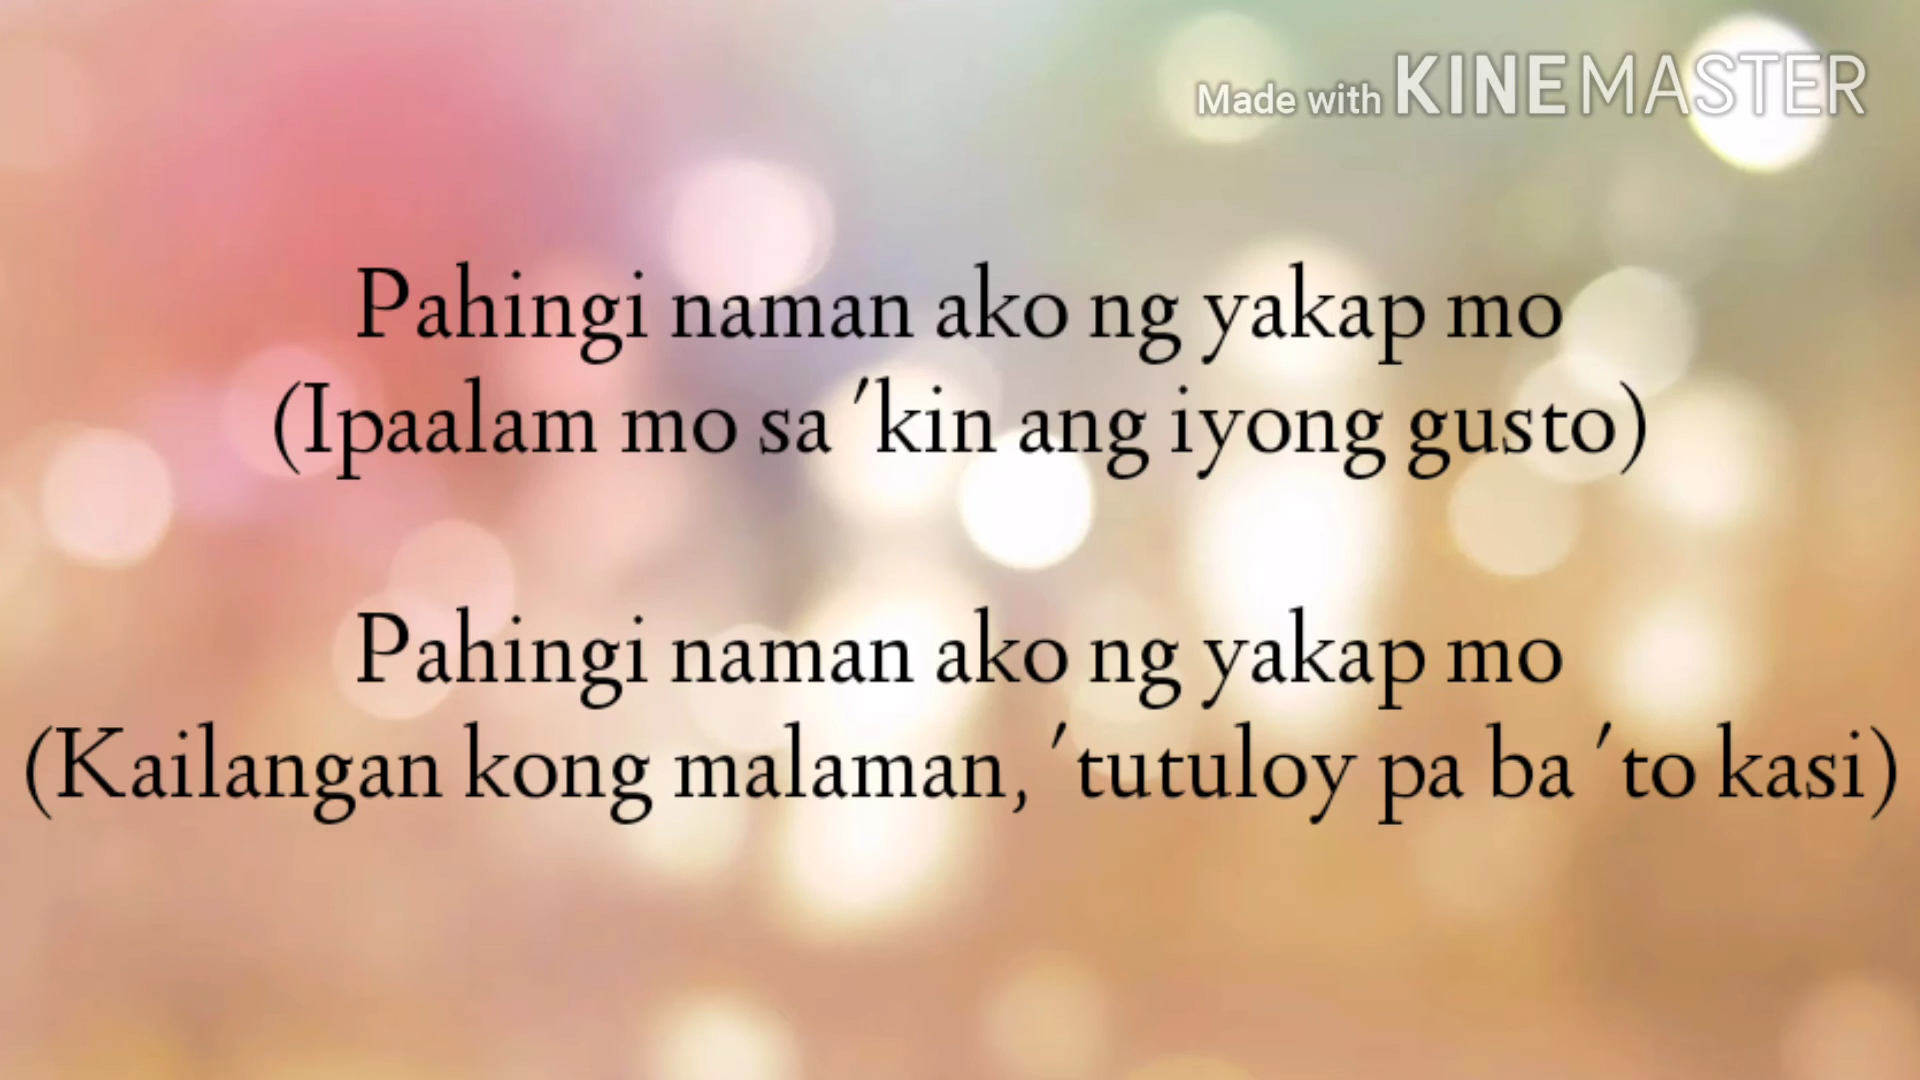 Made with KINEMASTER
Pahingi naman ako ng yakap mo
(Ipaalam mo sa 'kin ang iyong gusto)
Pahingi naman ako ng yakap mo
(Kailangan kong malaman, 'tutuloy pa ba 'to kasi)